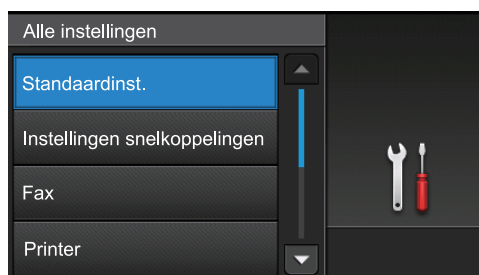 Alle instellingen
Standaardinst.
Instellingen snelkoppelingen
Fax
Printer